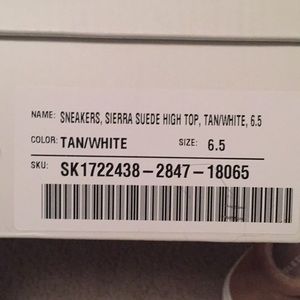 NAME: SNEAKERS, SIERRA SUEDE HIGH TOP, TAN/WHITE, 6.5
COLOR: TAN/WHITE SIZE: 6.5
SKU: SK1722438-2847-18065